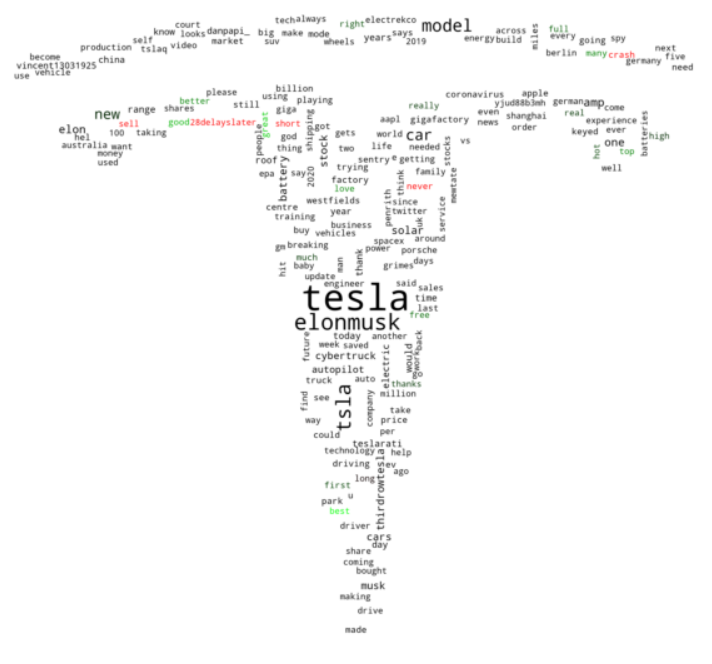 court techalways right electrekco model full
self know looks danpapi_ big make mode years says 2019 energy build across miles every going spy
production tslaq video market suv wheels berlin many crash next
become china germany five
vincent13031925 need
use vehicle
please billion coronavirus apple
better still using playing really yjud88b3mh german amp come
new range shares great giga aapl gigafactory even shanghai real experience
sell good 28delayslater short shipping got car news order keyed ever batteries high
elon 100 taking people god stock gets world needed stocks vs one
hel thing two life hot top
australia want roof battery trying sentry e getting well
money epa say 2020 factory think family mewtate
used love never
centre westfields penrith since service
training year twitter uk
buy vehicles business solar
gm breaking thank spacex around
much man power porsche
hit baby grimes days
update
engineer said sales
tesla time
last
elonmusk free
future today another back
week saved would work
cybertruck electric o
autopilot
truck auto thanks
find see tsla company million
way take
could price
per
teslarati
technology help
driving thirdrowtesla ev
long ago
first u
park
best
driver
cars
day
share
coming
bought
musk
making
drive
made